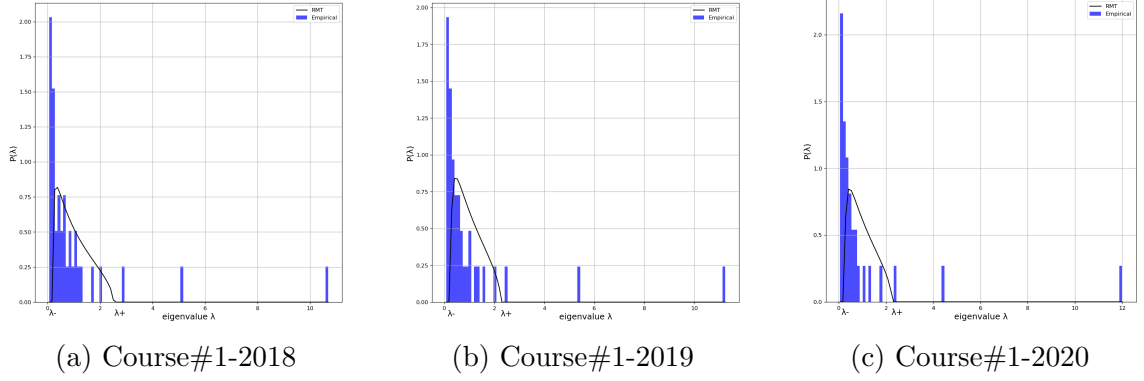 RMT
Empirical
2.00
1.75
1.50
1.25
1.00
0.75
0.50
0.25
0.00
P(λ)
0 2 4 6 8 10
λ- λ+
eigenvalue λ
(a) Course#1-2018
RMT
Empirical
2.00
1.75
1.50
1.25
1.00
0.75
0.50
0.25
0.00
P(λ)
0 2 4 6 8 10
λ- λ+
eigenvalue λ
(b) Course#1-2019
RMT
Empirical
2.0
1.5
1.0
0.5
0.0
P(λ)
0 2 4 6 8 10 12
λ- λ+
eigenvalue λ
(c) Course#1-2020